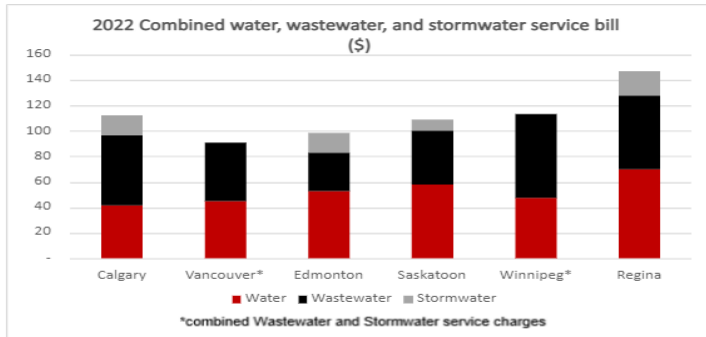 2022 Combined water, wastewater, and stormwater service bill
($)
160
140
120
100
80
60
40
20
-
Calgary Vancouver* Edmonton Saskatoon Winnipeg* Regina
Water Wastewater Stormwater
*combined Wastewater and Stormwater service charges